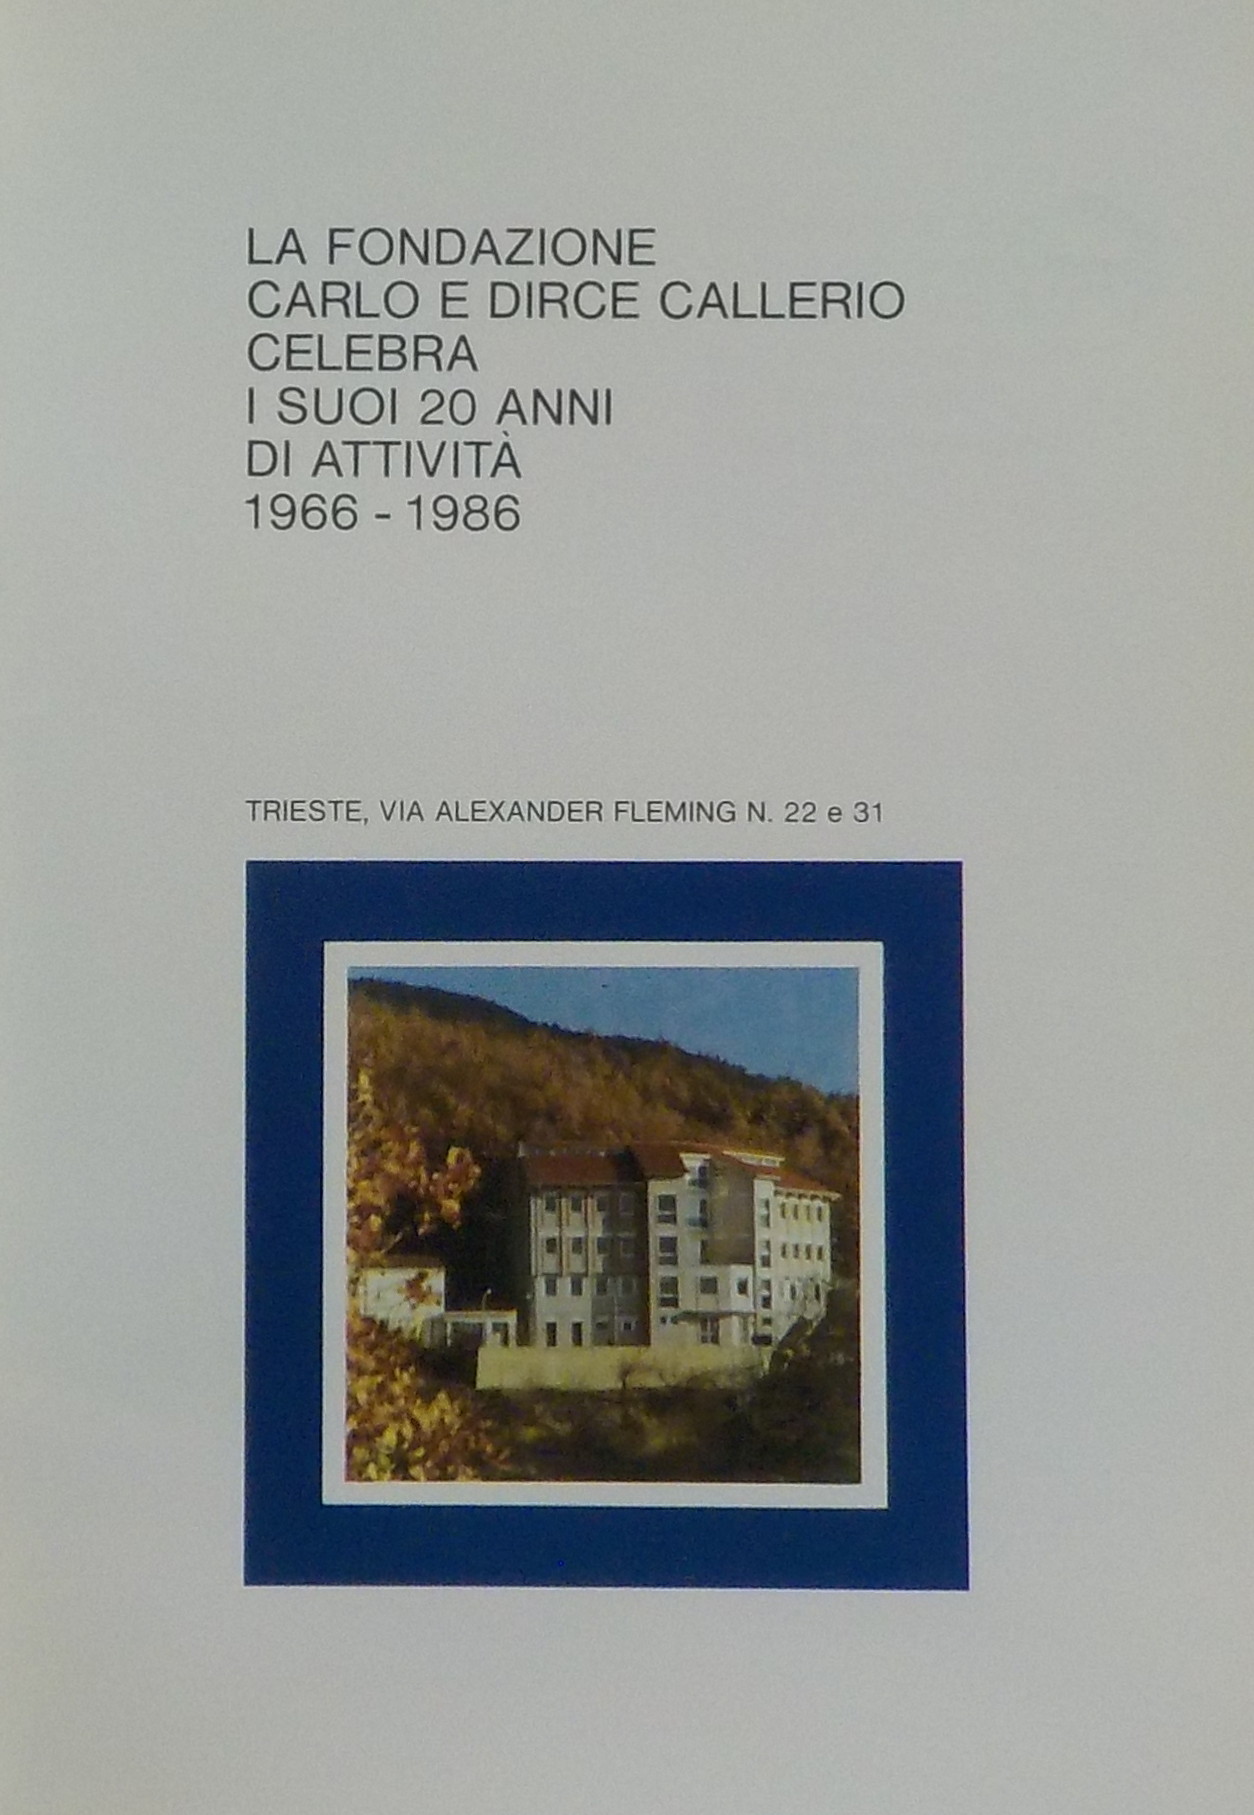 LA FONDAZIONE
CARLO E DIRCE CALLERIO
CELEBRA
I SUOI 20 ANNI
DI ATTIVITÀ
1966 - 1986
TRIESTE, VIA ALEXANDER FLEMING N. 22 e 31